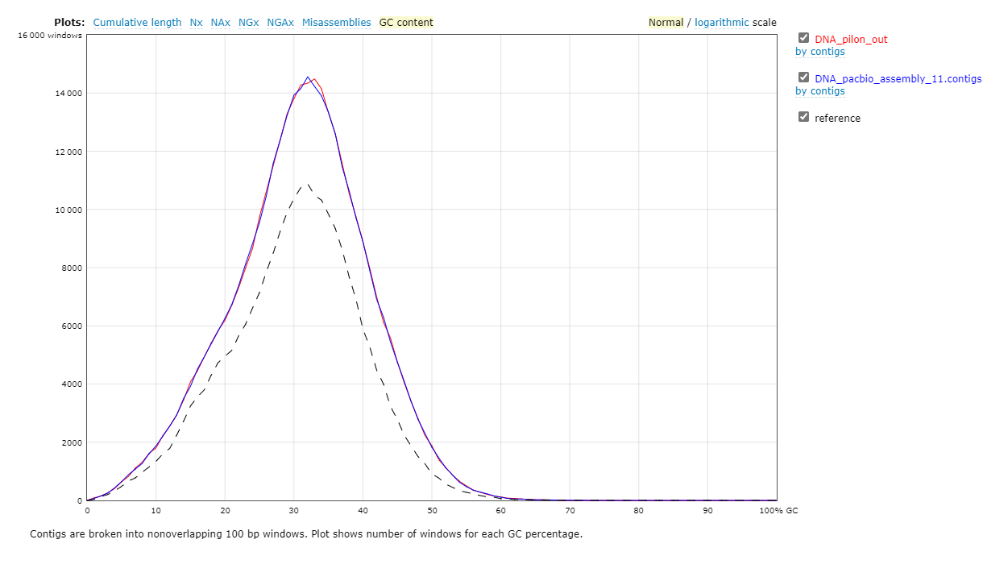 Plots: Cumulative length Nx NAx NGx NGAx Misassemblies GC content Normal / logarithmic scale
16 000 windows
14 000
12 000
10 000
8000
6000
4000
2000
0
0 10 20 30 40 50 60 70 80 90 100% GC
DNA_pilon_out
by contigs
DNA_pacbio_assembly_11.contigs
by contigs
reference
Contigs are broken into nonoverlapping 100 bp windows. Plot shows number of windows for each GC percentage.